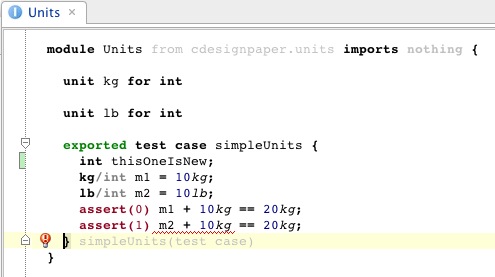 Units
module Units from cdesignpaper.units imports nothing {
unit kg for int
unit lb for int
exported test case simpleUnits {
int thisOneIsNew;
kg/int m1 = 10kg;
lb/int m2 = 10lb;
assert(0) m1 + 10kg == 20kg;
assert(1) m2 + 10kg == 20kg;
} simpleUnits(test case)
}